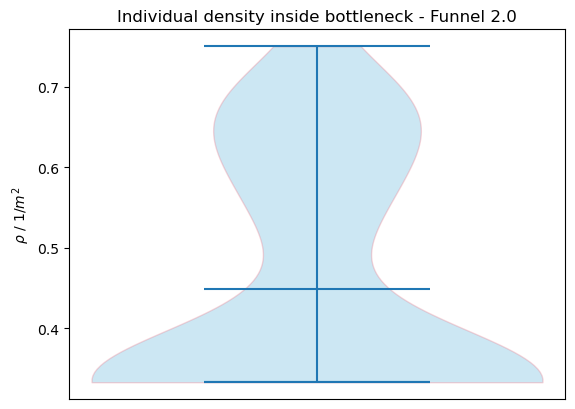 Individual density inside bottleneck - Funnel 2.0
0.7
0.6
0.5
0.4
ρ / 1/m²